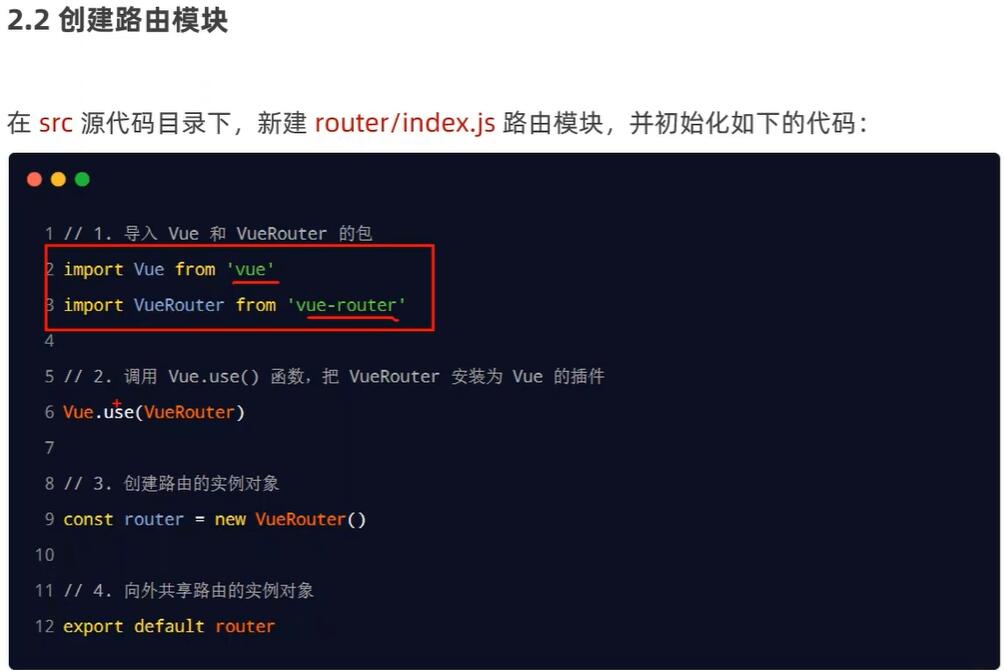 2.2 创建路由模块
在 src 源代码目录下，新建 router/index.js 路由模块，并初始化如下的代码：
1 // 1. 导入 Vue 和 VueRouter 的包
2 import Vue from 'vue'
3 import VueRouter from 'vue-router'
4
5 // 2. 调用 Vue.use() 函数，把 VueRouter 安装为 Vue 的插件
6 Vue.use(VueRouter)
7
8 // 3. 创建路由的实例对象
9 const router = new VueRouter()
10
11 // 4. 向外共享路由的实例对象
12 export default router